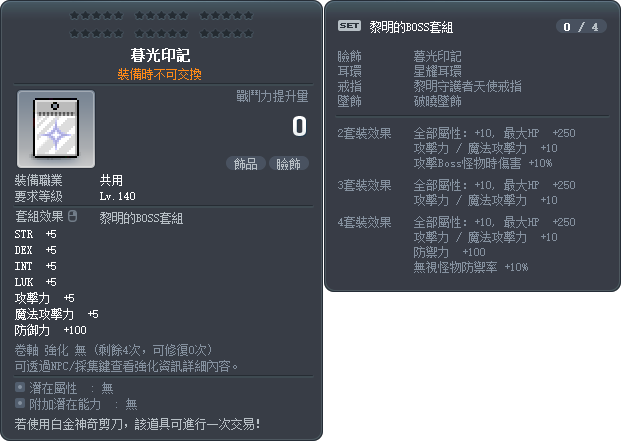 暮光印記
裝備時不可交換
戰鬥力提升量
0
飾品 臉飾
裝備職業 共用
要求等級 Lv.140
套組效果 黎明的BOSS套組
STR +5
DEX +5
INT +5
LUK +5
攻擊力 +5
魔法攻擊力 +5
防御力 +100
卷軸 強化 無 (剩餘4次, 可修復0次)
可透過NPC/採集鍵查看強化資訊詳細內容。
潛在屬性 : 無
附加潛在能力 : 無
若使用白金神奇剪刀, 該道具可進行一次交易!
SET 黎明的BOSS套組 0 / 4
臉飾 暮光印記
耳環 星耀耳環
戒指 黎明守護者天使戒指
墜飾 破曉墜飾
2套裝效果 全部屬性: +10, 最大HP +250
攻擊力 / 魔法攻擊力 +10
攻擊Boss怪物時傷害 +10%
3套裝效果 全部屬性: +10, 最大HP +250
攻擊力 / 魔法攻擊力 +10
4套裝效果 全部屬性: +10, 最大HP +250
攻擊力 / 魔法攻擊力 +10
防禦力 +100
無視怪物防禦率 +10%